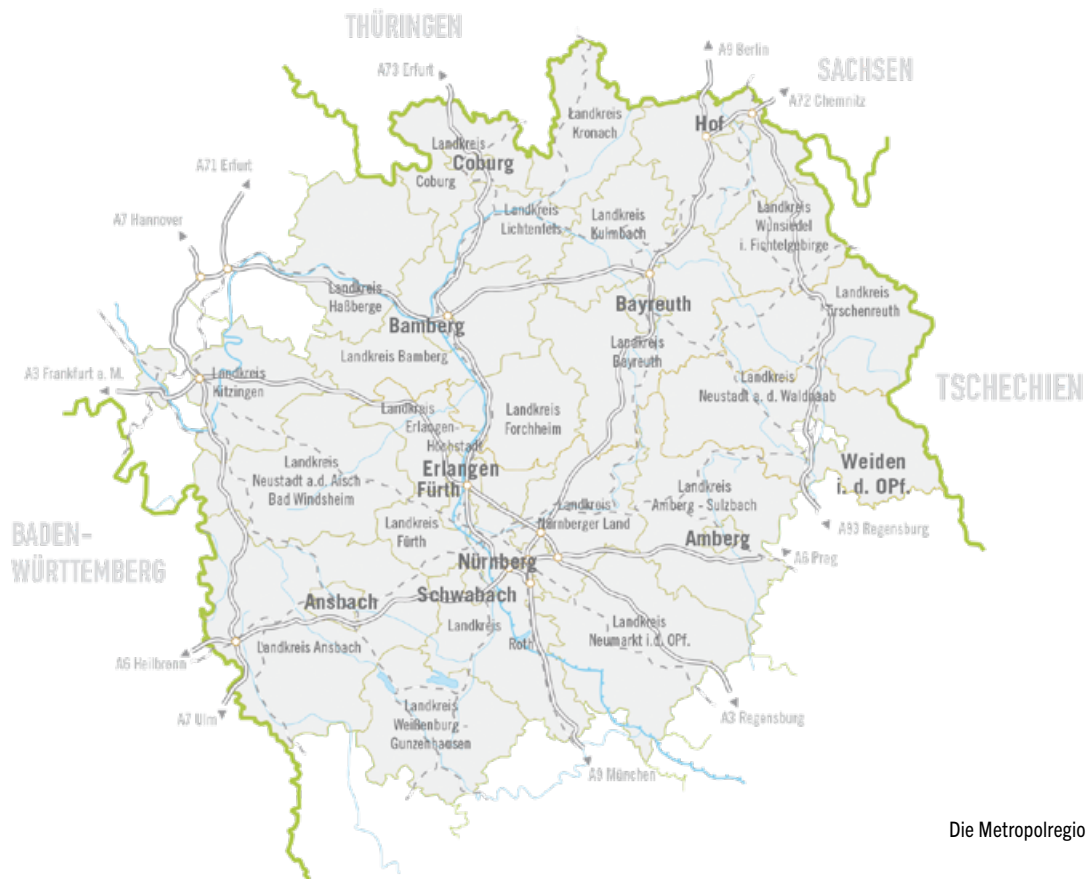 THÜRINGEN
A9 Berlin
A73 Erfurt
SACHSEN
A72 Chemnitz
Landkreis
Kronach
Hof
Landkreis
Coburg
Coburg
A71 Erfurt
A7 Hannover
Landkreis
Lichtenfels
Landkreis
Kulmbach
Landkreis
Wunsiedel
i. Fichtelgebirge
Landkreis
Haßberge
Landkreis
Tirschenreuth
Bamberg
Bayreuth
Landkreis
Bayreuth
Landkreis Bamberg
A3 Frankfurt a. M.
Landkreis
Kitzingen
Landkreis
Neustadt a. d. Waldnaab
TSCHECHIEN
Landkreis
Erlangen-
Höchstadt
Landkreis
Forchheim
Landkreis
Neustadt a.d. Aisch
Bad Windsheim
Erlangen
Fürth
Weiden
i. d. OPf.
Landkreis
Amberg - Sulzbach
Landkreis
Nürnberger Land
A93 Regensburg
BADEN-
WÜRTTEMBERG
Landkreis
Fürth
Amberg
A6 Prag
Nürnberg
Schwabach
Ansbach
Landkreis
Roth
Landkreis
Neumarkt i.d. OPf.
Landkreis Ansbach
A6 Heilbronn
A7 Ulm
Landkreis
Weißenburg -
Gunzenhausen
A3 Regensburg
A9 München
Die Metropolregio